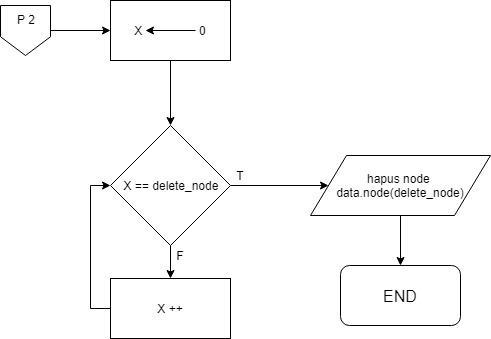 P 2
X 0
X == delete_node
T
hapus node
data.node(delete_node)
F
X ++
END